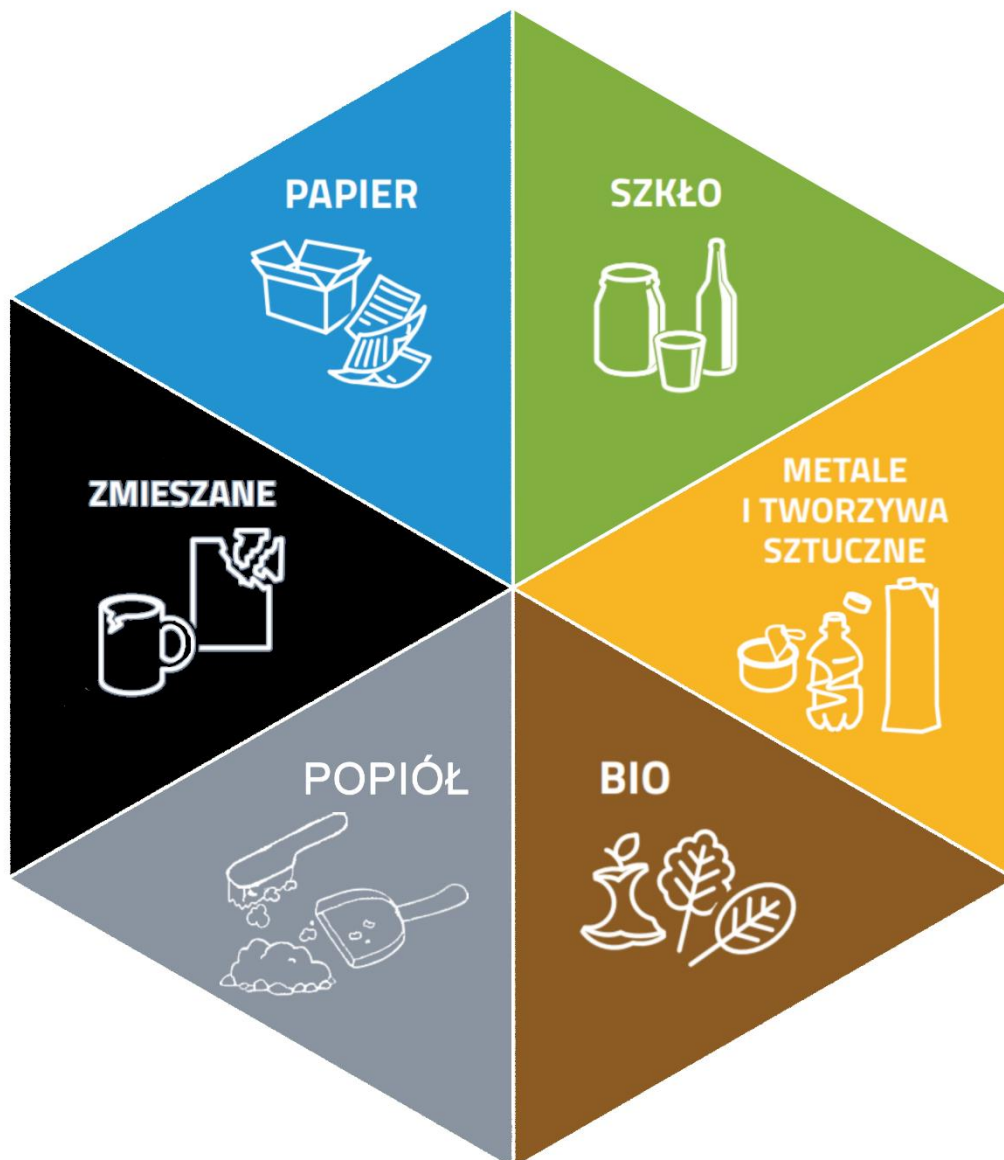 PAPIER
SZKŁO
ZMIESZANE
METALE
I TWORZYWA
SZTUCZNE
POPIÓŁ
BIO